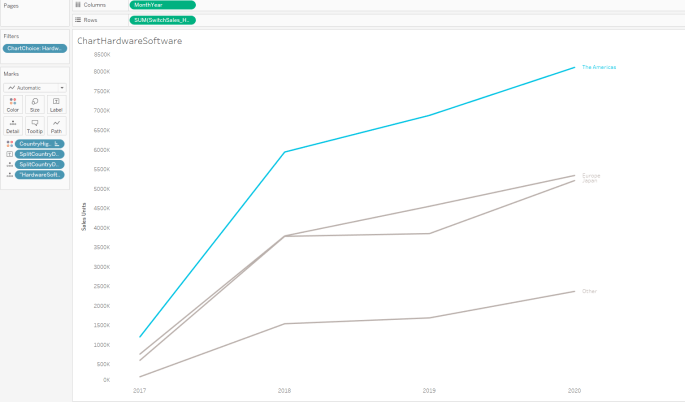 Pages
Columns
MonthYear
Rows
SUM(SwitchSales_H..
Filters
ChartChoice: Hardw..
Marks
Automatic
Color
Size
Label
Detail
Tooltip
Path
CountryHig..
SplitCountryD..
SplitCountryD..
"HardwareSoft..
ChartHardwareSoftware
Sales Units
8500K
8000K
7500K
7000K
6500K
6000K
5500K
5000K
4500K
4000K
3500K
3000K
2500K
2000K
1500K
1000K
500K
0K
The Americas
Europe
Japan
Other
2017
2018
2019
2020